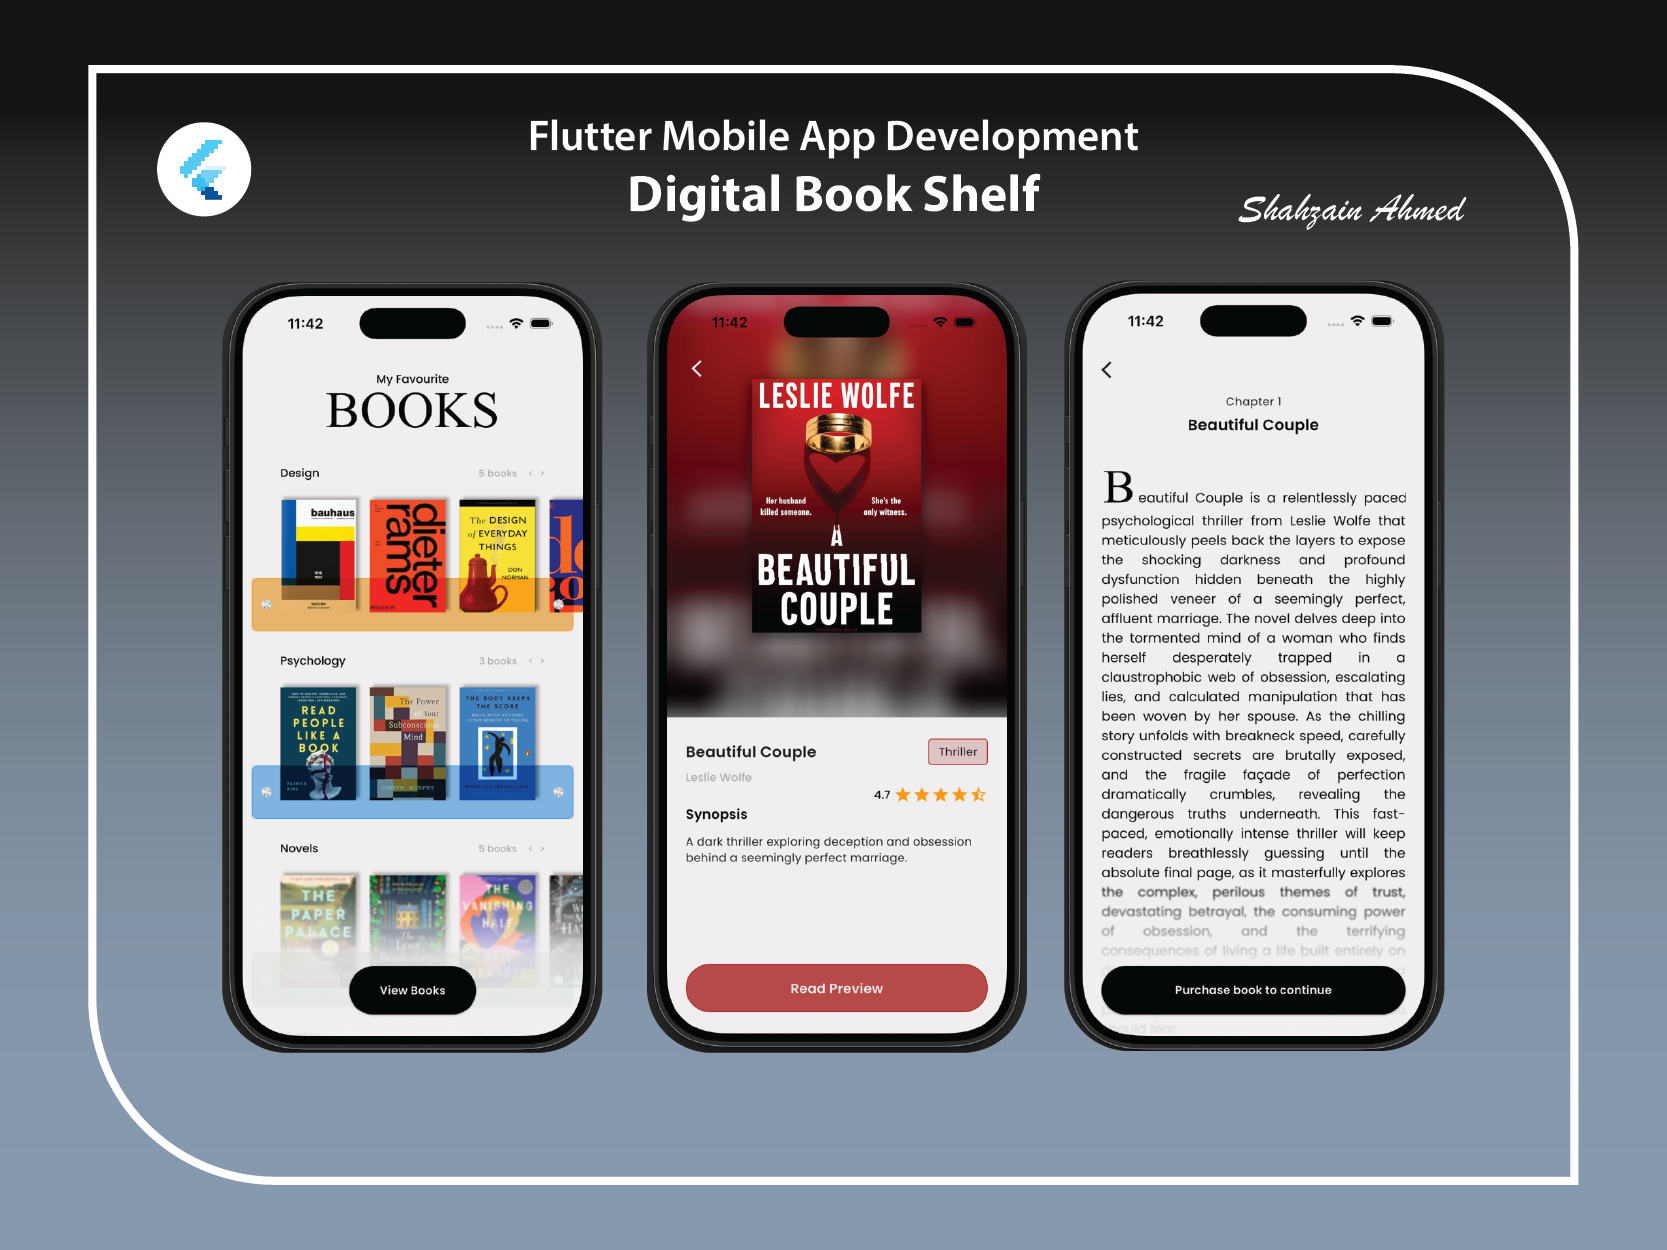 Flutter Mobile App Development
Digital Book Shelf
Shahzain Ahmed
11:42
My Favourite
BOOKS
Design
5 books < >
bauhaus
TASCHEN
dieter
rams
PHAIDON
The DESIGN
of EVERYDAY
THINGS
DON
NORMAN
Psychology
3 books < >
READ
PEOPLE
LIKE A
BOOK
PATRICK
KING
The Power
of Your
Subconscious
Mind
JOSEPH MURPHY
THE BODY KEEPS
THE SCORE
Novels
5 books < >
THE
PAPER
PALACE
The
Lost
Bookshop
THE
VANISHING
HALF
View Books
11:42
LESLIE WOLFE
Her husband
killed someone.
She's the
only witness.
A
BEAUTIFUL
COUPLE
Beautiful Couple
Thriller
Leslie Wolfe
4.7
Synopsis
A dark thriller exploring deception and obsession
behind a seemingly perfect marriage.
Read Preview
11:42
Chapter 1
Beautiful Couple
Beautiful Couple is a relentlessly paced
psychological thriller from Leslie Wolfe that
meticulously peels back the layers to expose
the shocking darkness and profound
dysfunction hidden beneath the highly
polished veneer of a seemingly perfect,
affluent marriage. The novel delves deep into
the tormented mind of a woman who finds
herself desperately trapped in a
claustrophobic web of obsession, escalating
lies, and calculated manipulation that has
been woven by her spouse. As the chilling
story unfolds with breakneck speed, carefully
constructed secrets are brutally exposed,
and the fragile façade of perfection
dramatically crumbles, revealing the
dangerous truths underneath. This fast-
paced, emotionally intense thriller will keep
readers breathlessly guessing until the
absolute final page, as it masterfully explores
the complex, perilous themes of trust,
devastating betrayal, the consuming power
of obsession, and the terrifying
consequences of living a life built entirely on
Purchase book to continue
could fear.